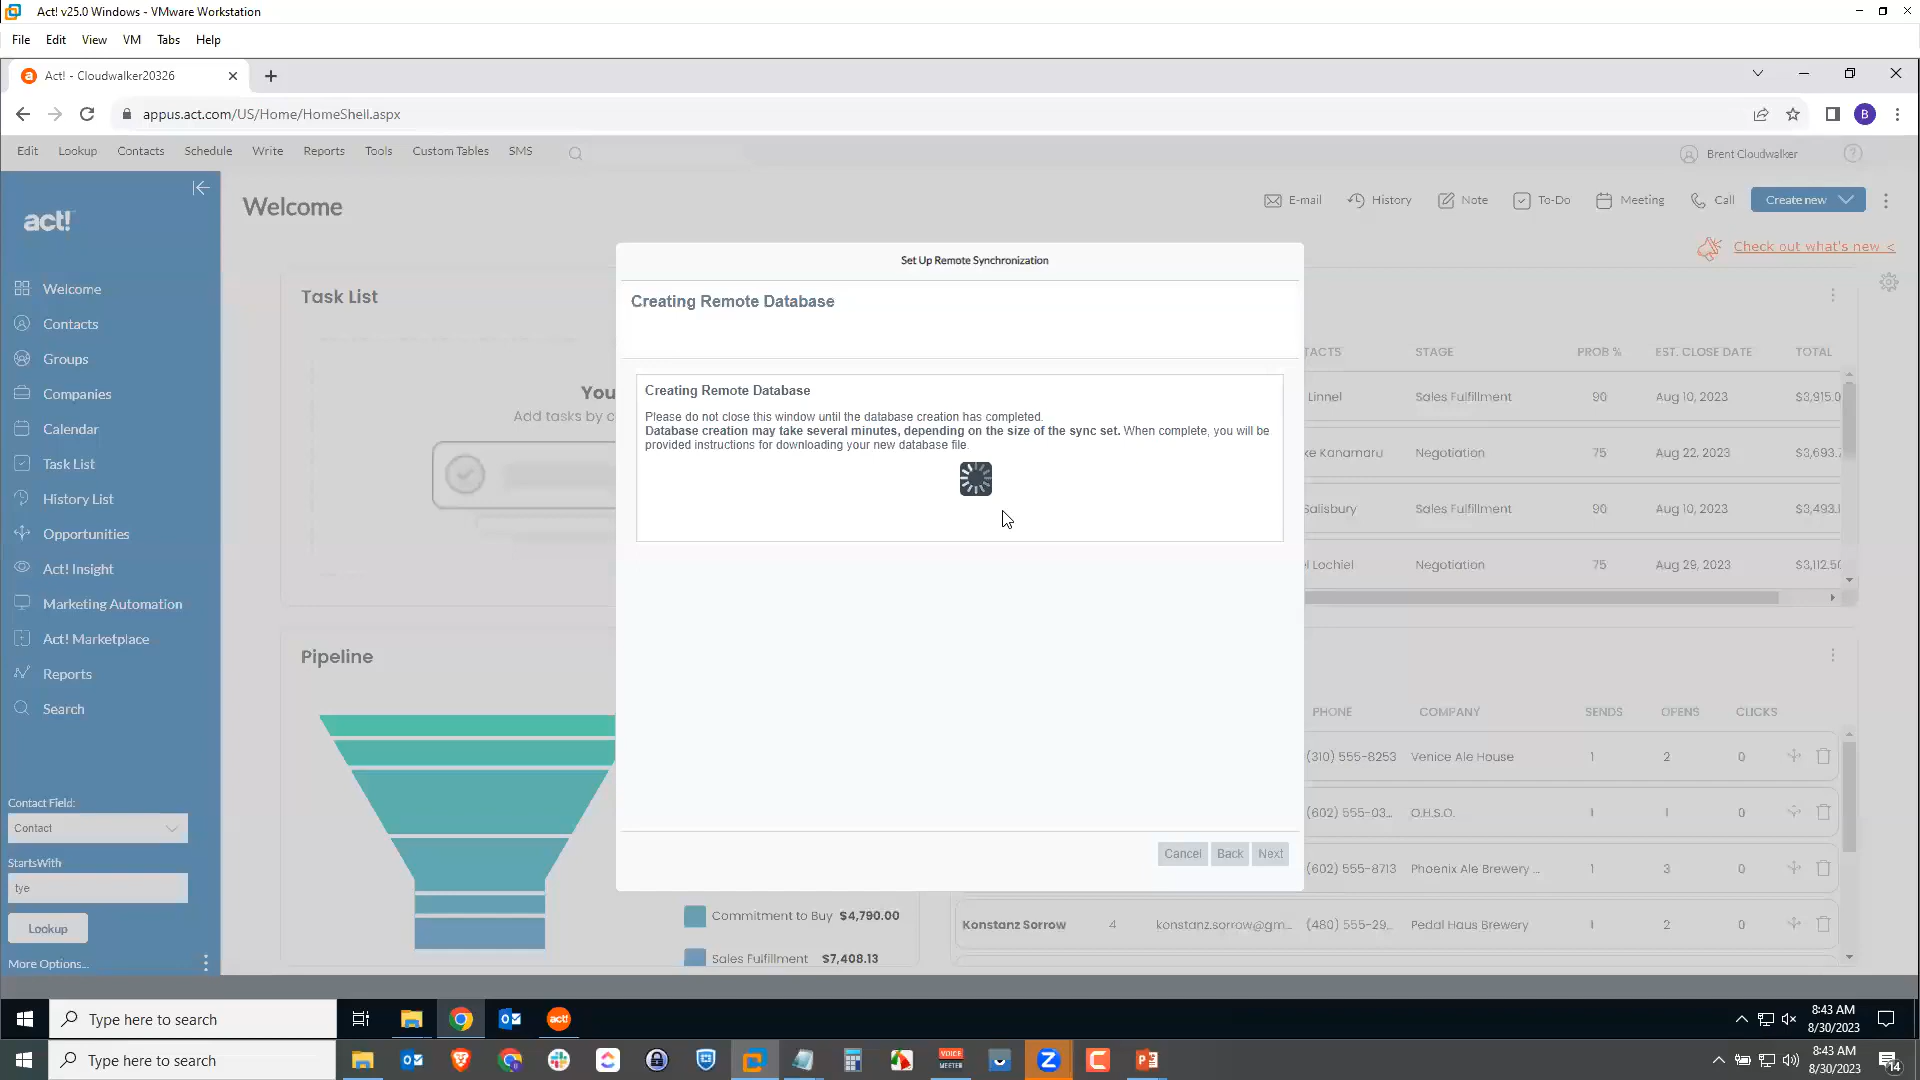 Act! v25.0 Windows - VMware Workstation
File Edit View VM Tabs Help
Act! - Cloudwalker20326
appus.act.com/US/Home/HomeShell.aspx
B
Edit Lookup Contacts Schedule Write Reports Tools Custom Tables SMS
Brent Cloudwalker
act!
Welcome
E-mail History Note To-Do Meeting Call Create new
Check out what's new <
Welcome
Contacts
Groups
Companies
Calendar
Task List
History List
Opportunities
Act! Insight
Marketing Automation
Act! Marketplace
Reports
Search
Contact Field:
Contact
StartsWith
tye
Lookup
More Options...
Task List
You
Add tasks by c
Pipeline
Commitment to Buy $4,790.00
Sales Fulfillment $7,408.13
Set Up Remote Synchronization
Creating Remote Database
Creating Remote Database
Please do not close this window until the database creation has completed.
Database creation may take several minutes, depending on the size of the sync set. When complete, you will be
provided instructions for downloading your new database file.
Cancel Back Next
TACTS STAGE PROB % EST. CLOSE DATE TOTAL
Linnel Sales Fulfillment 90 Aug 10, 2023 $3,915.0
ke Kanamaru Negotiation 75 Aug 22, 2023 $3,693.7
Salisbury Sales Fulfillment 90 Aug 10, 2023 $3,493.1
el Lochiel Negotiation 75 Aug 29, 2023 $3,112.50
PHONE COMPANY SENDS OPENS CLICKS
(310) 555-8253 Venice Ale House 1 2 0
(602) 555-03... O.H.S.O. 1 1 0
(602) 555-8713 Phoenix Ale Brewery ... 1 3 0
Konstanz Sorrow 4 konstanz.sorrow@gm... (480) 555-29... Pedal Haus Brewery 1 2 0
Type here to search
act!
8:43 AM
8/30/2023
Type here to search
VOICE
MEETER
8:43 AM
8/30/2023
14